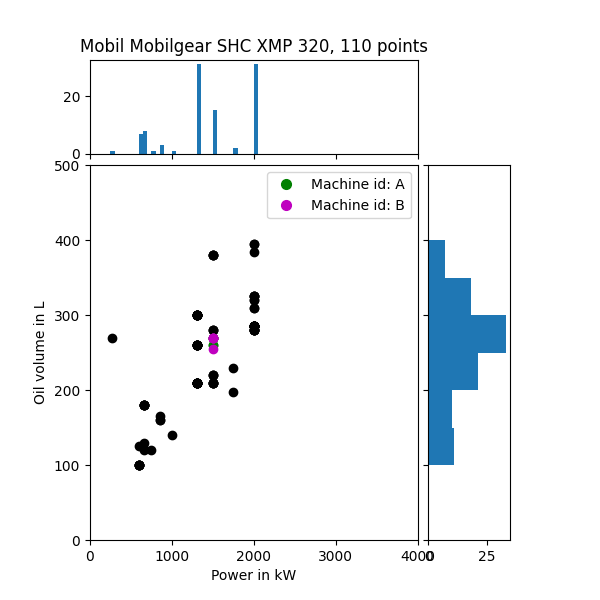 Mobil Mobilgear SHC XMP 320, 110 points
20
0
500
400
300
200
100
0
Oil volume in L
Machine id: A
Machine id: B
0 1000 2000 3000 4000
Power in kW
0 25